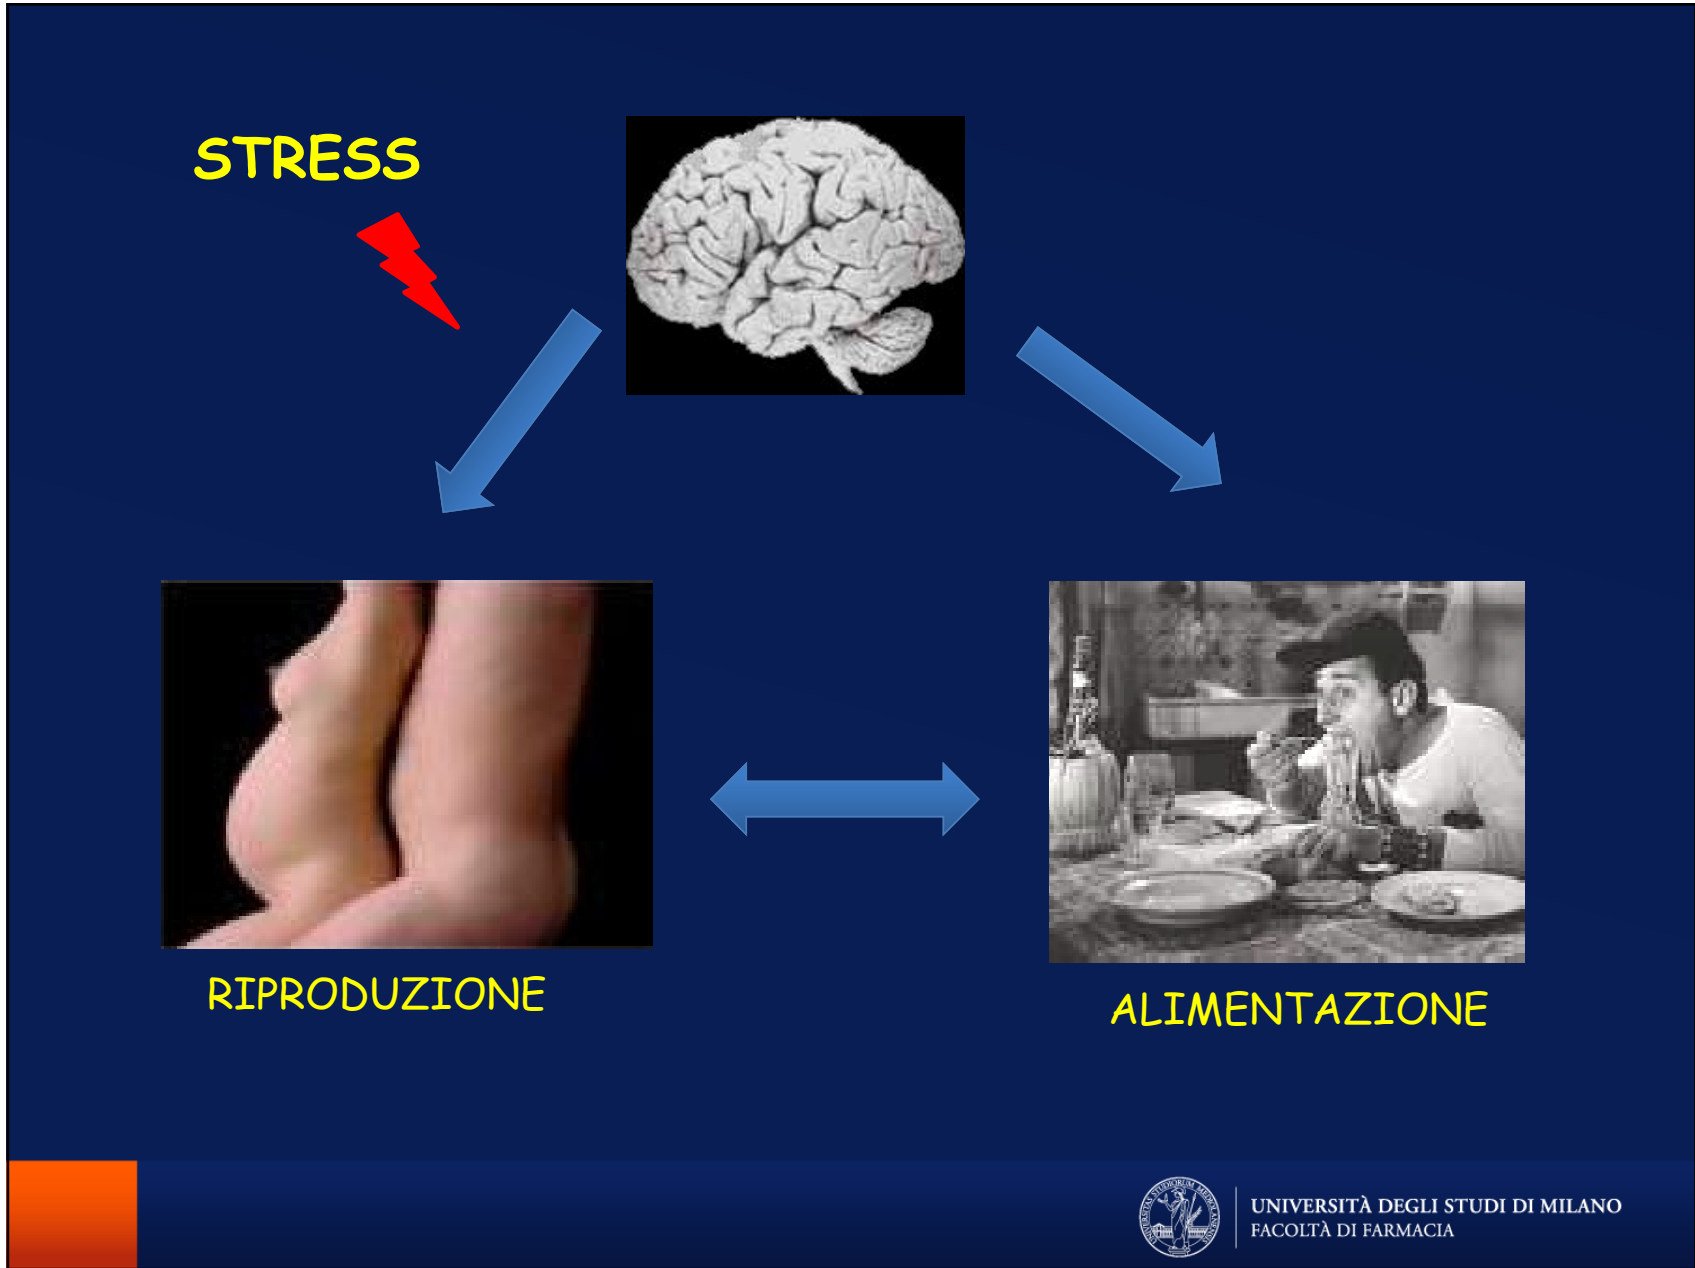 STRESS
RIPRODUZIONE
ALIMENTAZIONE
UNIVERSITÀ DEGLI STUDI DI MILANO
FACOLTÀ DI FARMACIA